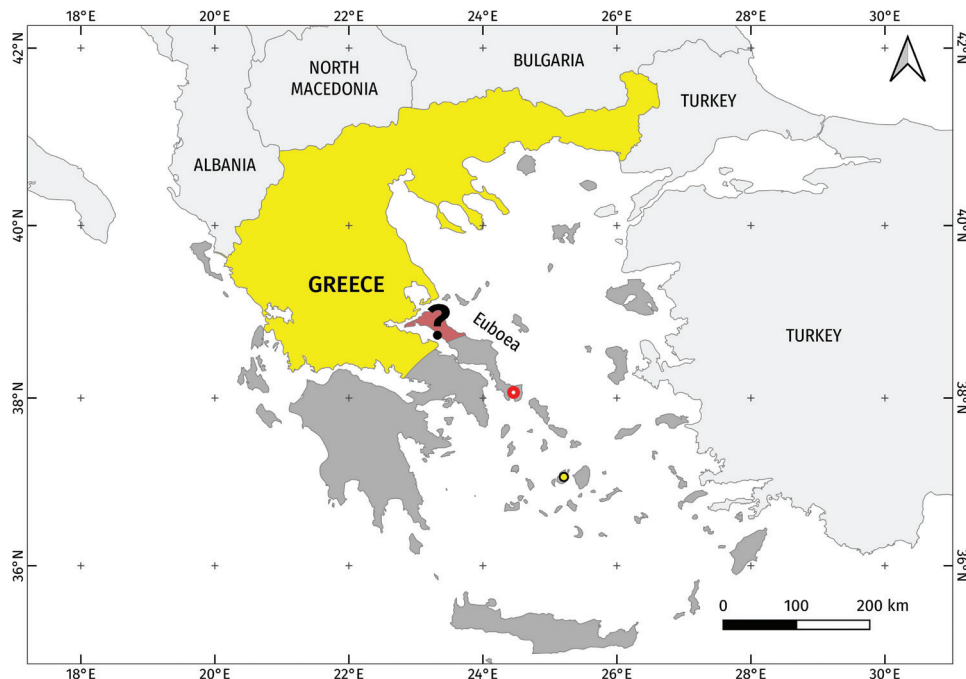 18°E 20°E 22°E 24°E 26°E 28°E 30°E
42°N 42°N
NORTH
MACEDONIA
BULGARIA
TURKEY
ALBANIA
40°N 40°N
GREECE
?
Euboea
TURKEY
38°N 38°N
36°N 36°N
0 100 200 km
18°E 20°E 22°E 24°E 26°E 28°E 30°E